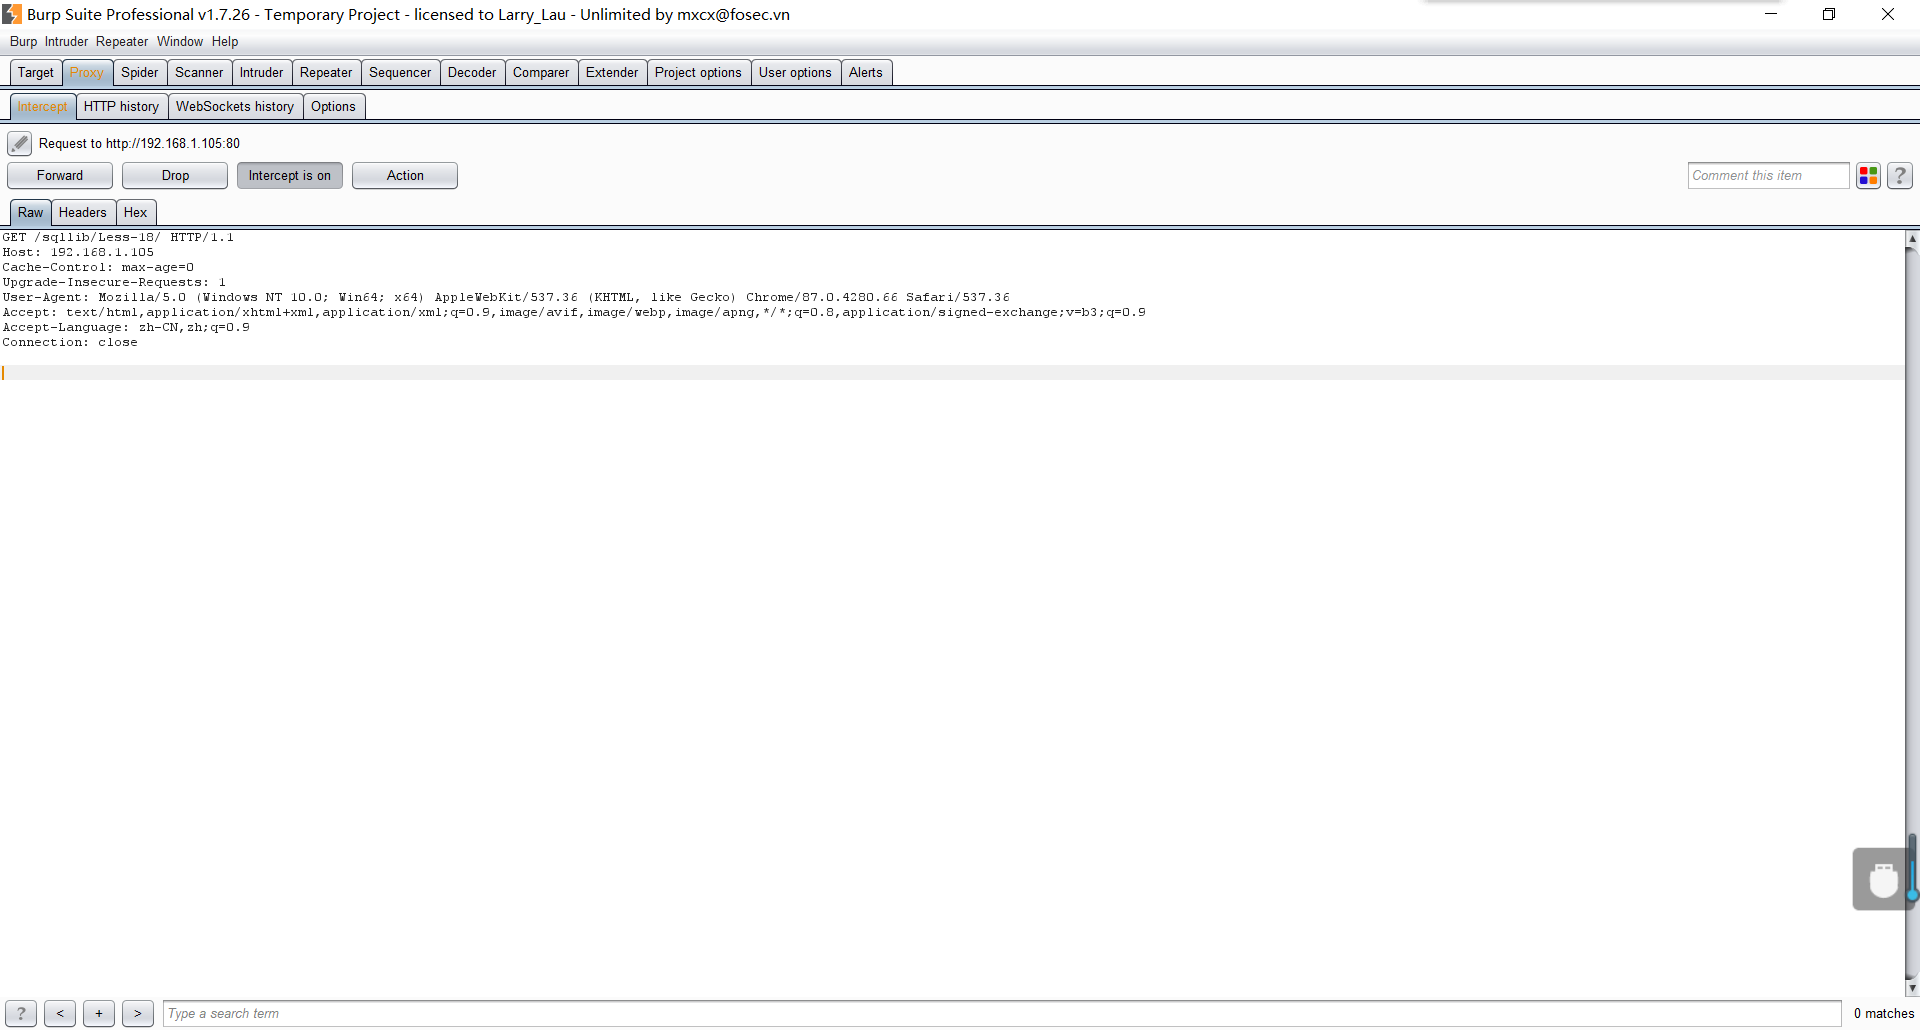 Burp Suite Professional v1.7.26 - Temporary Project - licensed to Larry_Lau - Unlimited by mxcx@fosec.vn
Burp Intruder Repeater Window Help
Target Proxy Spider Scanner Intruder Repeater Sequencer Decoder Comparer Extender Project options User options Alerts
Intercept HTTP history WebSockets history Options
Request to http://192.168.1.105:80
Forward Drop Intercept is on Action Comment this item ?
Raw Headers Hex
GET /sqllib/Less-18/ HTTP/1.1
Host: 192.168.1.105
Cache-Control: max-age=0
Upgrade-Insecure-Requests: 1
User-Agent: Mozilla/5.0 (Windows NT 10.0; Win64; x64) AppleWebKit/537.36 (KHTML, like Gecko) Chrome/87.0.4280.66 Safari/537.36
Accept: text/html,application/xhtml+xml,application/xml;q=0.9,image/avif,image/webp,image/apng,*/*;q=0.8,application/signed-exchange;v=b3;q=0.9
Accept-Language: zh-CN,zh;q=0.9
Connection: close
? < + > Type a search term 0 matches